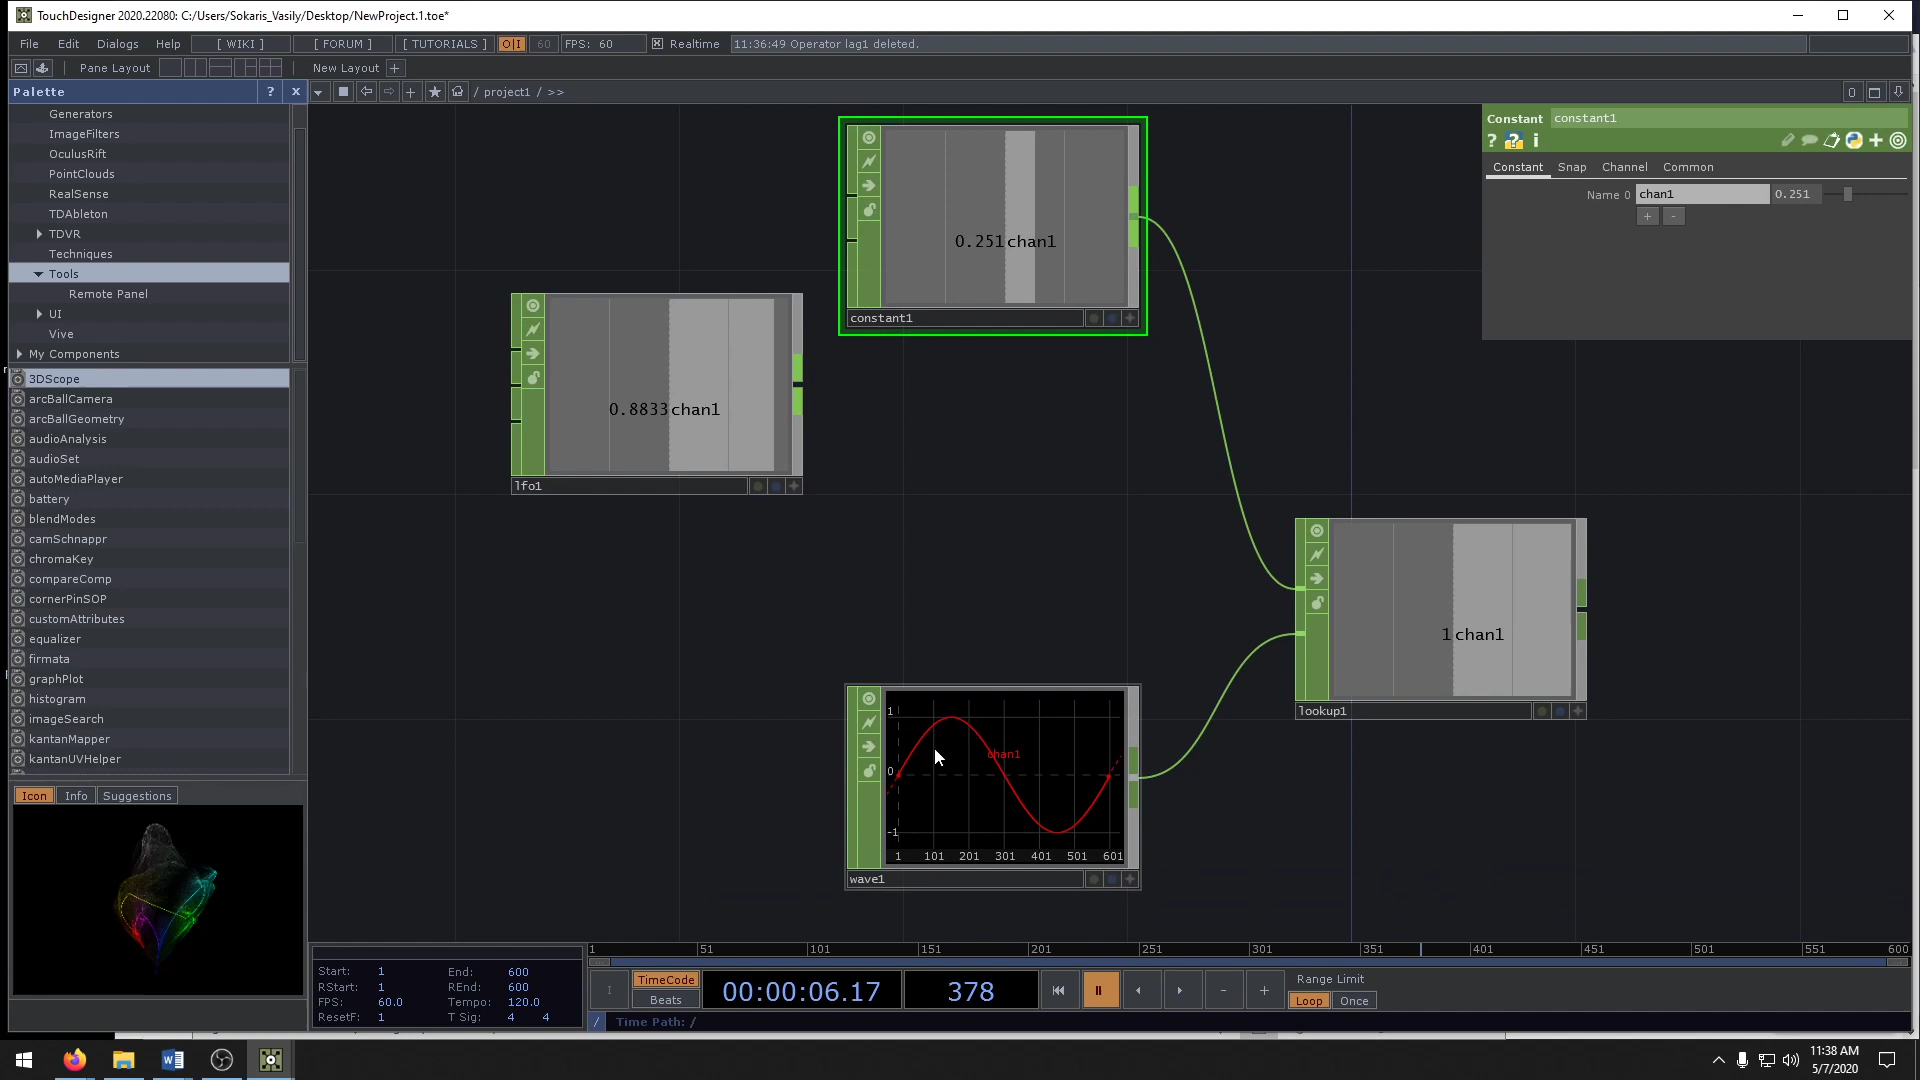 TouchDesigner 2020.22080: C:/Users/Sokaris_Vasily/Desktop/NewProject.1.toe*
File Edit Dialogs Help [ WIKI ] [ FORUM ] [ TUTORIALS ] O|I 60 FPS: 60 Realtime 11:36:49 Operator lag1 deleted.
Pane Layout New Layout +
Palette ? x / project1 / >> 0
Generators
ImageFilters
OculusRift
PointClouds
RealSense
TDAbleton
TDVR
Techniques
Tools
Remote Panel
UI
Vive
My Components
3DScope
arcBallCamera
arcBallGeometry
audioAnalysis
audioSet
autoMediaPlayer
battery
blendModes
camSchnappr
chromaKey
compareComp
cornerPinSOP
customAttributes
equalizer
firmata
graphPlot
histogram
imageSearch
kantanMapper
kantanUVHelper
Icon Info Suggestions
0.251 chan1
constant1
0.8833 chan1
lfo1
1 chan1
lookup1
1
chan1
0
-1
1 101 201 301 401 501 601
wave1
Constant constant1
? ? i
Constant Snap Channel Common
Name 0 chan1 0.251
+ -
1 51 101 151 201 251 301 351 401 451 501 551 600
Start: 1 End: 600
RStart: 1 REnd: 600
FPS: 60.0 Tempo: 120.0
ResetF: 1 T Sig: 4 4
TimeCode
Beats
00:00:06.17 378
- +
Range Limit
Loop Once
/ Time Path: /
11:38 AM
5/7/2020